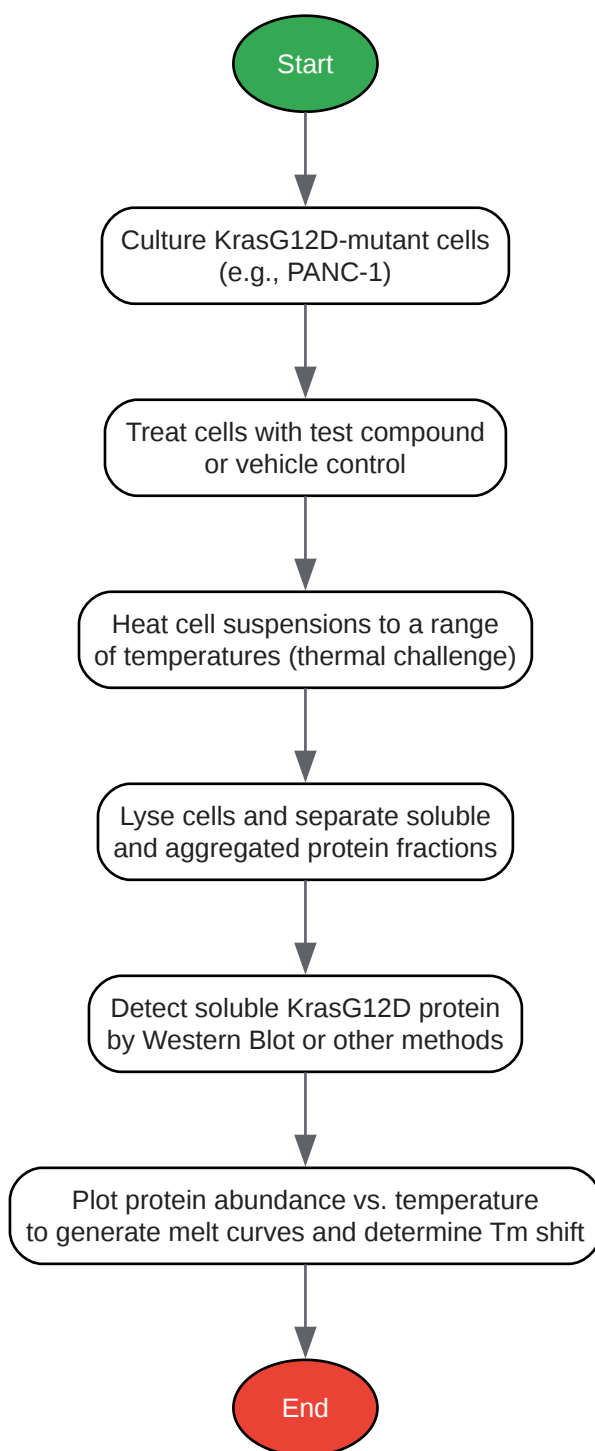 Start
Culture KrasG12D-mutant cells
(e.g., PANC-1)
Treat cells with test compound
or vehicle control
Heat cell suspensions to a range
of temperatures (thermal challenge)
Lyse cells and separate soluble
and aggregated protein fractions
Detect soluble KrasG12D protein
by Western Blot or other methods
Plot protein abundance vs. temperature
to generate melt curves and determine Tm shift
End